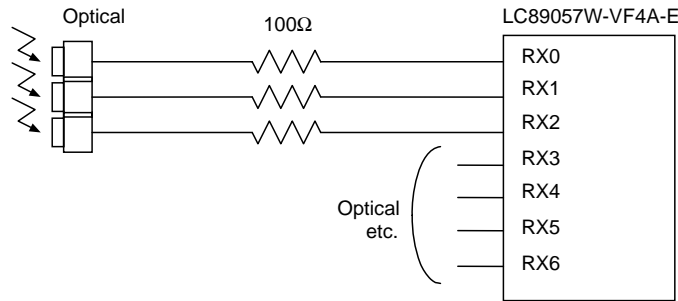 Optical
100Ω
LC89057W-VF4A-E
RX0
RX1
RX2
RX3
RX4
RX5
RX6
Optical
etc.